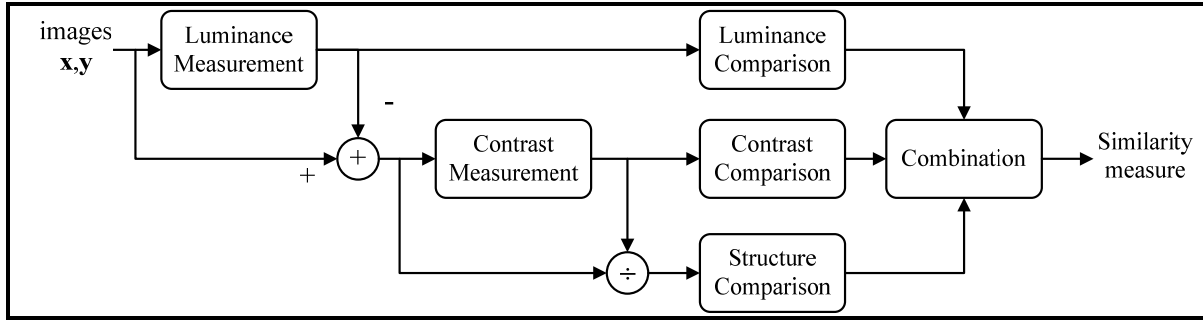 images
x,y
Luminance
Measurement
Luminance
Comparison
-
+
+
Contrast
Measurement
Contrast
Comparison
Combination
Similarity
measure
÷
Structure
Comparison